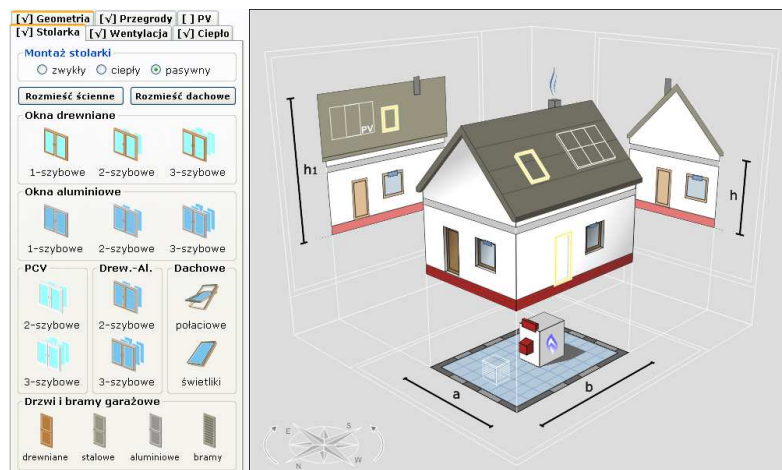 [√] Geometria [√] Przegrody [ ] PV
[√] Stolarka [√] Wentylacja [√] Ciepło
Montaż stolarki
zwykły ciepły pasywny
Rozmieść ścienne Rozmieść dachowe
Okna drewniane
1-szybowe 2-szybowe 3-szybowe
Okna aluminiowe
1-szybowe 2-szybowe 3-szybowe
PCV Drew.-Al. Dachowe
2-szybowe 2-szybowe połaciowe
3-szybowe 3-szybowe świetliki
Drzwi i bramy garażowe
drewniane stalowe aluminiowe bramy
PV
h1
h
a
b
E S
N W